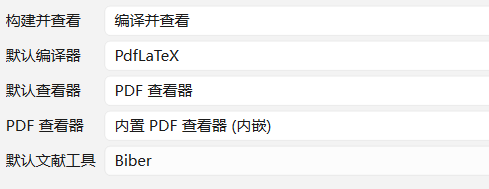 构建并查看 编译并查看
默认编译器 PdfLaTeX
默认查看器 PDF 查看器
PDF 查看器 内置 PDF 查看器 (内嵌)
默认文献工具 Biber